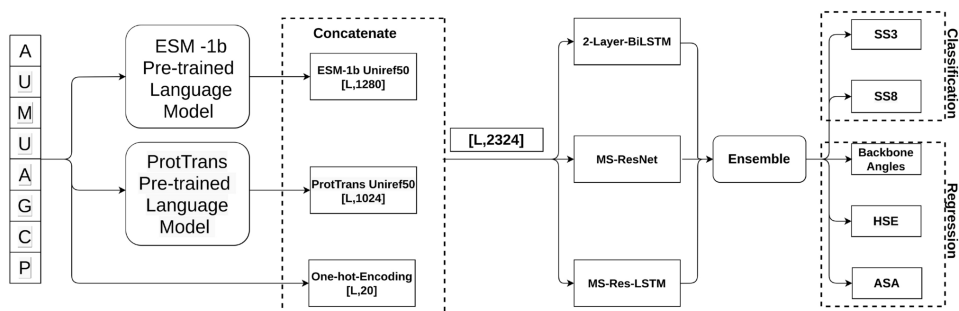 A
U
M
U
A
G
C
P
ESM -1b
Pre-trained
Language
Model
ProtTrans
Pre-trained
Language
Model
Concatenate
ESM-1b Uniref50
[L,1280]
ProtTrans Uniref50
[L,1024]
One-hot-Encoding
[L,20]
[L,2324]
2-Layer-BiLSTM
MS-ResNet
MS-Res-LSTM
Ensemble
SS3
SS8
Classification
Backbone
Angles
HSE
ASA
Regression